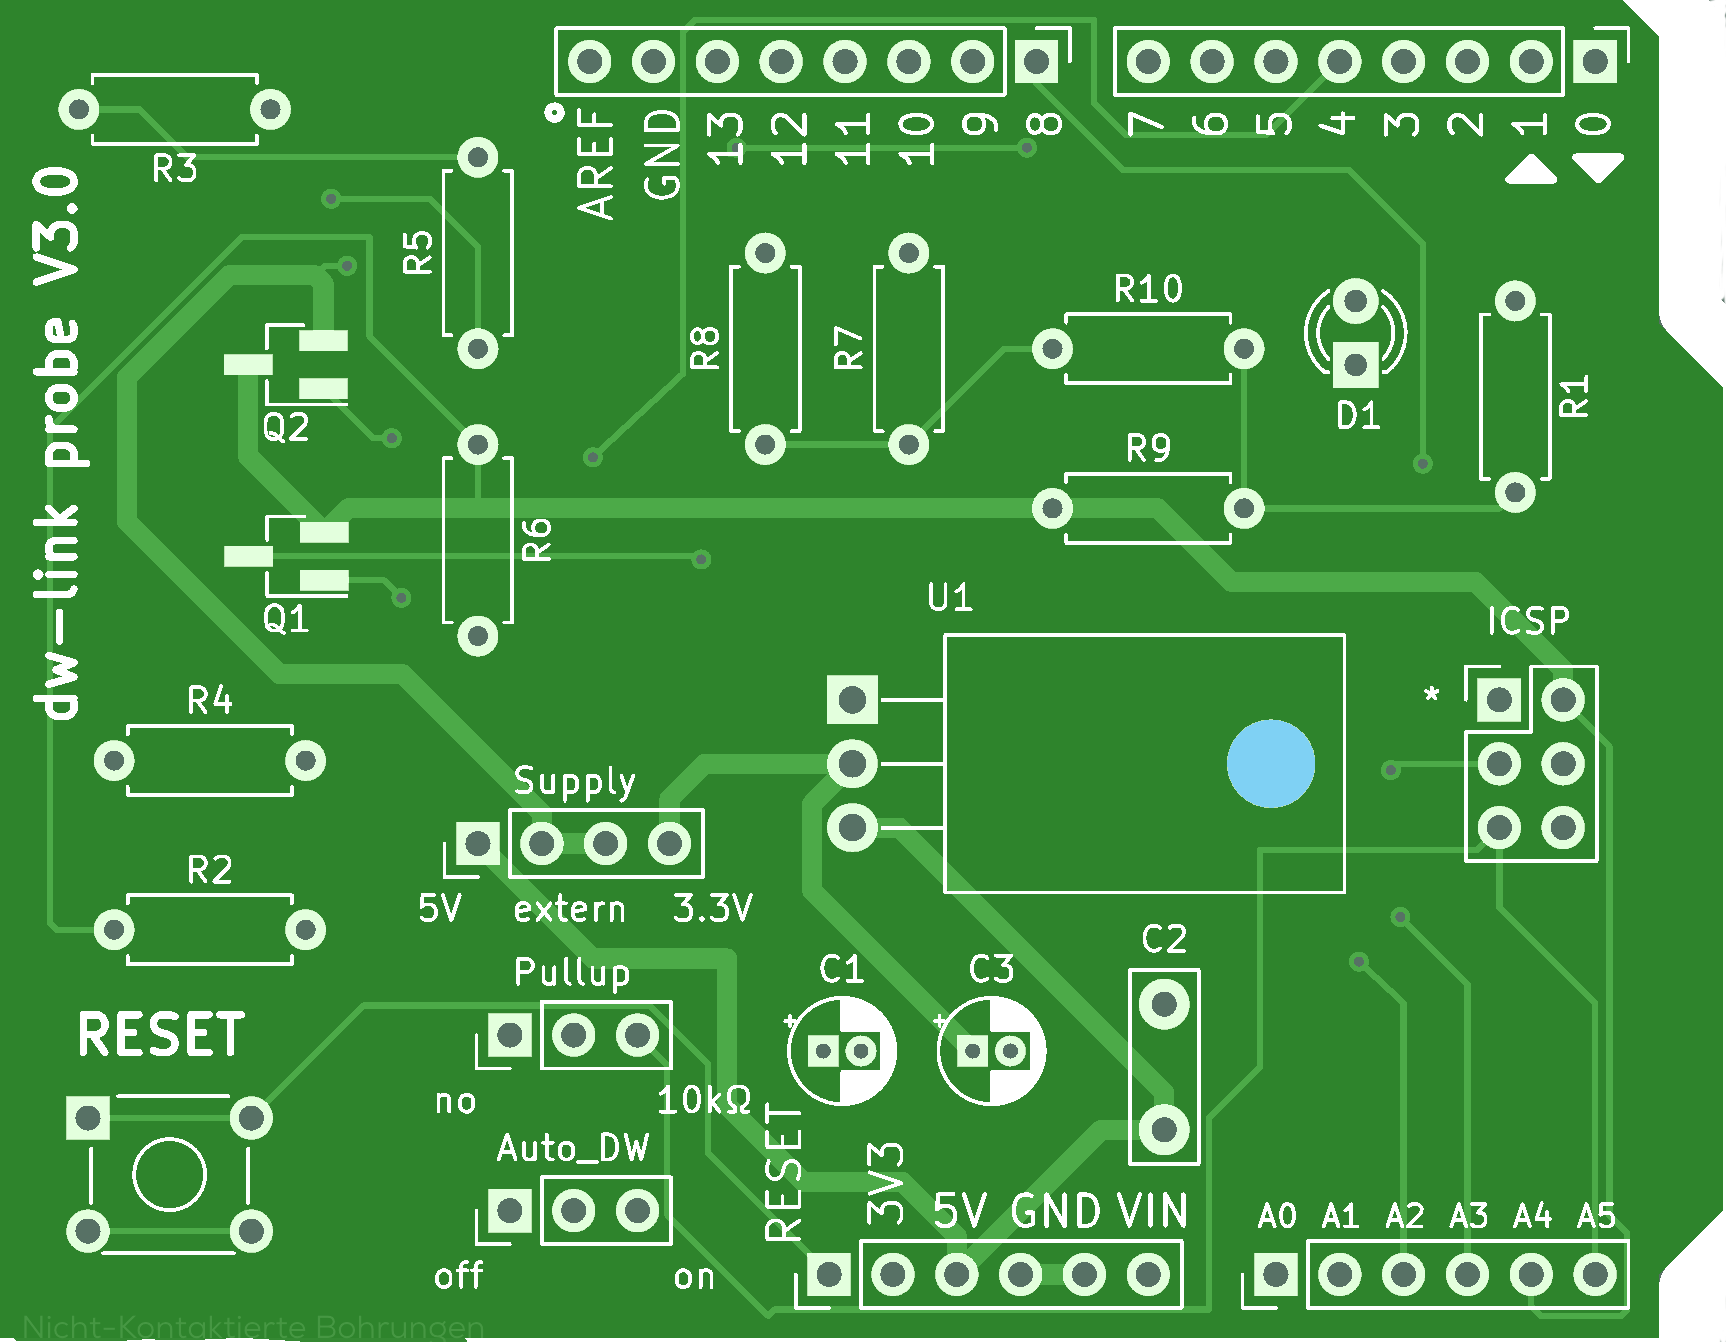 AREF GND 13 12 11 10 9 8 7 6 5 4 3 2 1 0
R3
dw-link probe V3.0
R5
R8
R7
R10
D1
R1
Q2
R9
R6
Q1
U1
ICSP
*
R4
Supply
R2
5V extern 3.3V
C2
Pullup
C1
C3
+
+
RESET
no 10kΩ
Auto_DW
off on
RESET 3V3 5V GND VIN
A0 A1 A2 A3 A4 A5
Nicht-Kontaktierte Bohrungen